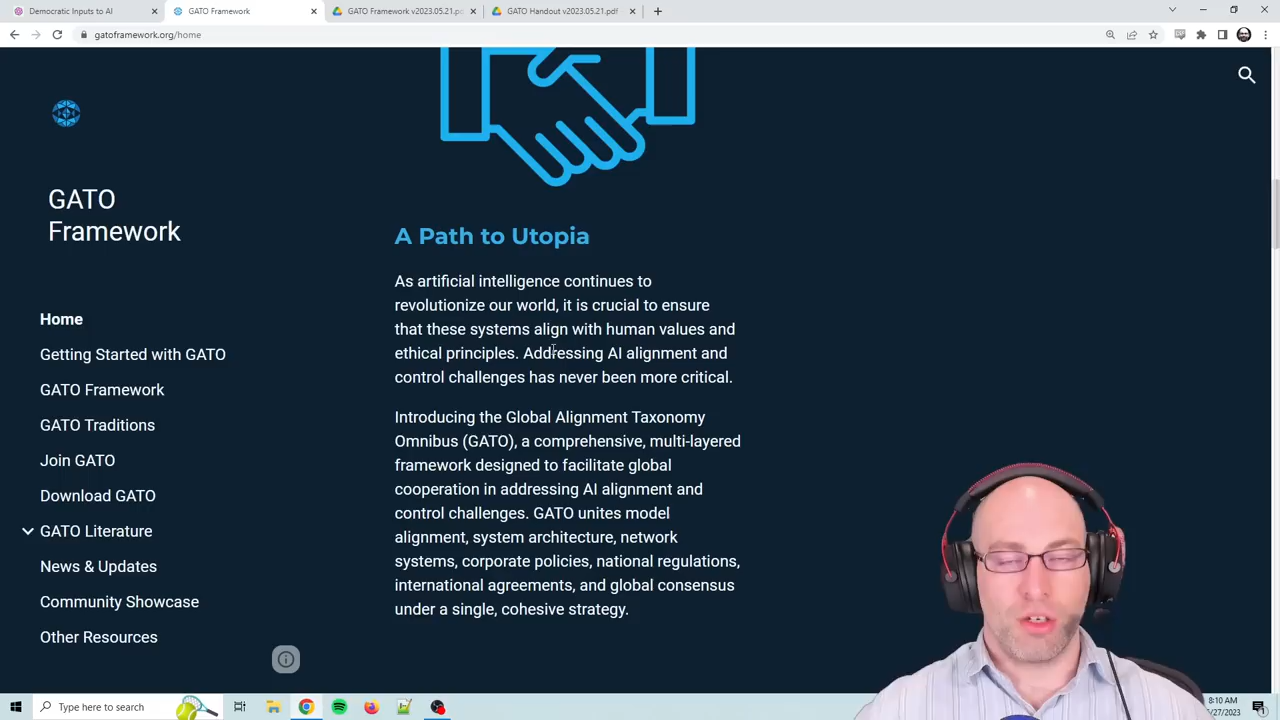 Democratic Inputs to AI
GATO Framework
GATO Framework v2023.05.21.pd
GATO Handout v2023.05.21.pdf
gatoframework.org/home
GATO
Framework
Home
Getting Started with GATO
GATO Framework
GATO Traditions
Join GATO
Download GATO
GATO Literature
News & Updates
Community Showcase
Other Resources
A Path to Utopia
As artificial intelligence continues to
revolutionize our world, it is crucial to ensure
that these systems align with human values and
ethical principles. Addressing AI alignment and
control challenges has never been more critical.
Introducing the Global Alignment Taxonomy
Omnibus (GATO), a comprehensive, multi-layered
framework designed to facilitate global
cooperation in addressing AI alignment and
control challenges. GATO unites model
alignment, system architecture, network
systems, corporate policies, national regulations,
international agreements, and global consensus
under a single, cohesive strategy.
Type here to search
8:10 AM
/27/2023